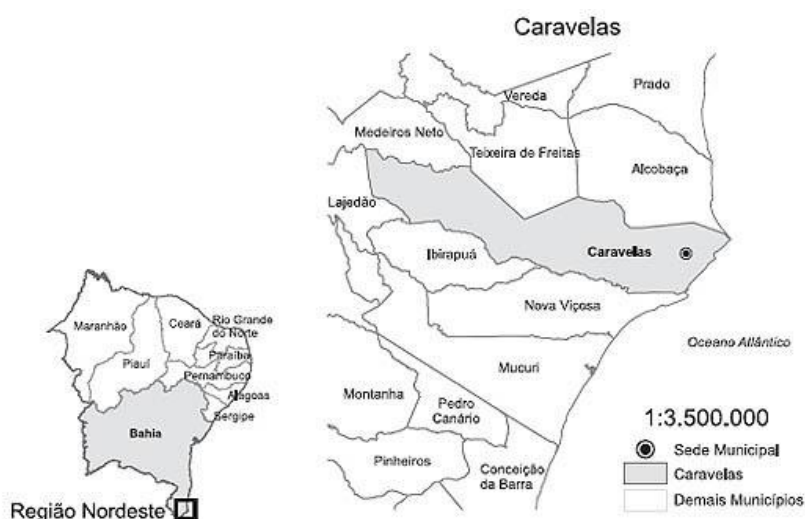 Caravelas
Vereda
Prado
Medeiros Neto
Teixeira de Freitas
Alcobaça
Lajedão
Caravelas
Ibirapuã
Nova Viçosa
Oceano Atlântico
Mucuri
Montanha
Pedro
Canário
Pinheiros
Conceição
da Barra
Maranhão
Ceará
Rio Grande
do Norte
Paraíba
Piauí
Pernambuco
Alagoas
Sergipe
Bahia
Região Nordeste
1:3.500.000
Sede Municipal
Caravelas
Demais Municípios